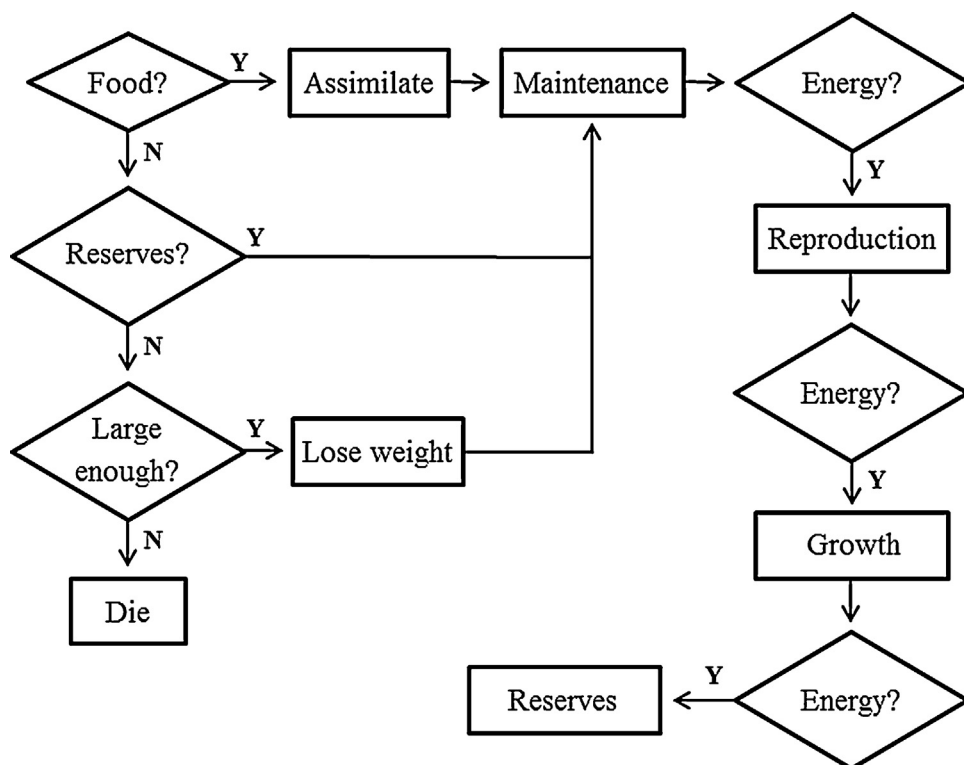 Food?
Y
Assimilate
Maintenance
Energy?
N
Y
Reserves?
Y
Reproduction
N
Energy?
Large
enough?
Y
Lose weight
Y
N
Growth
Die
Reserves
Y
Energy?